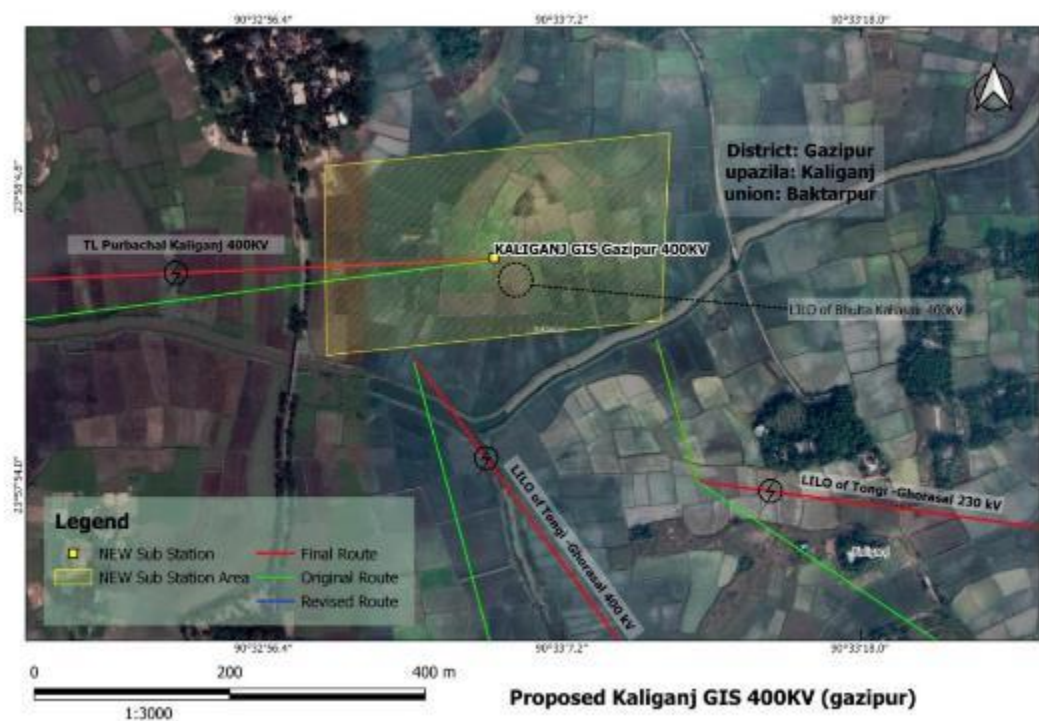 90°32'56.4"
90°33'7.2"
90°33'18.0"
23°58'4.8"
District: Gazipur
upazila: Kaliganj
union: Baktarpur
TL Purbachal Kaliganj 400KV
KALIGANJ GIS Gazipur 400KV
LILO of Bhulta Kaliasair 400KV
LILO of Tongi -Ghorasal 400 kV
LILO of Tongi -Ghorasal 230 kV
23°57'54.0"
Legend
NEW Sub Station
NEW Sub Station Area
Final Route
Original Route
Revised Route
90°32'56.4"
90°33'7.2"
90°33'18.0"
0
200
400 m
1:3000
Proposed Kaliganj GIS 400KV (gazipur)